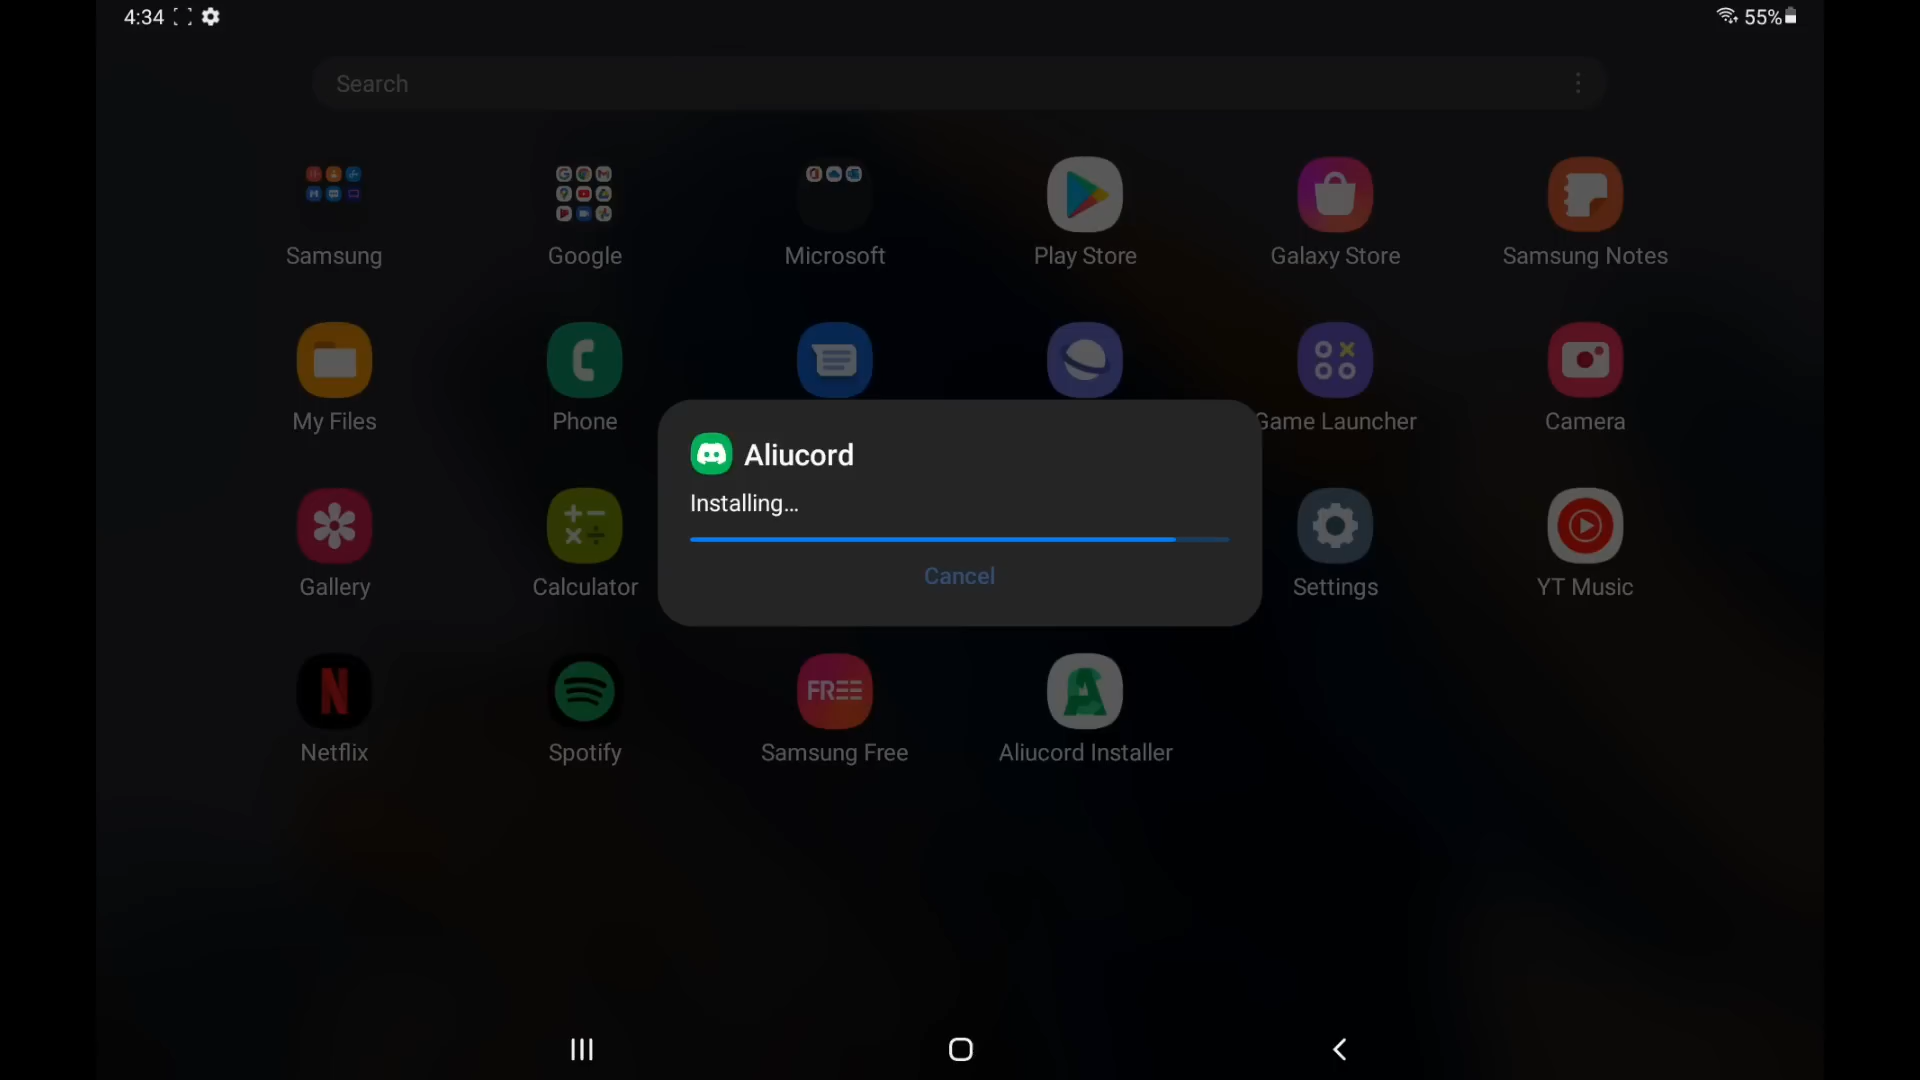 4:34
55%
Search
Samsung
Google
Microsoft
Play Store
Galaxy Store
Samsung Notes
My Files
Phone
Game Launcher
Camera
Aliucord
Installing...
Cancel
Gallery
Calculator
Settings
YT Music
N
FREE
A
Netflix
Spotify
Samsung Free
Aliucord Installer